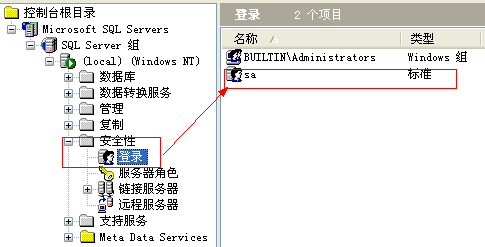 控制台根目录
Microsoft SQL Servers
SQL Server 组
(local) (Windows NT)
数据库
数据转换服务
管理
复制
安全性
登录
服务器角色
链接服务器
远程服务器
支持服务
Meta Data Services
登录 2 个项目
名称 类型
BUILTIN\Administrators Windows 组
sa 标准